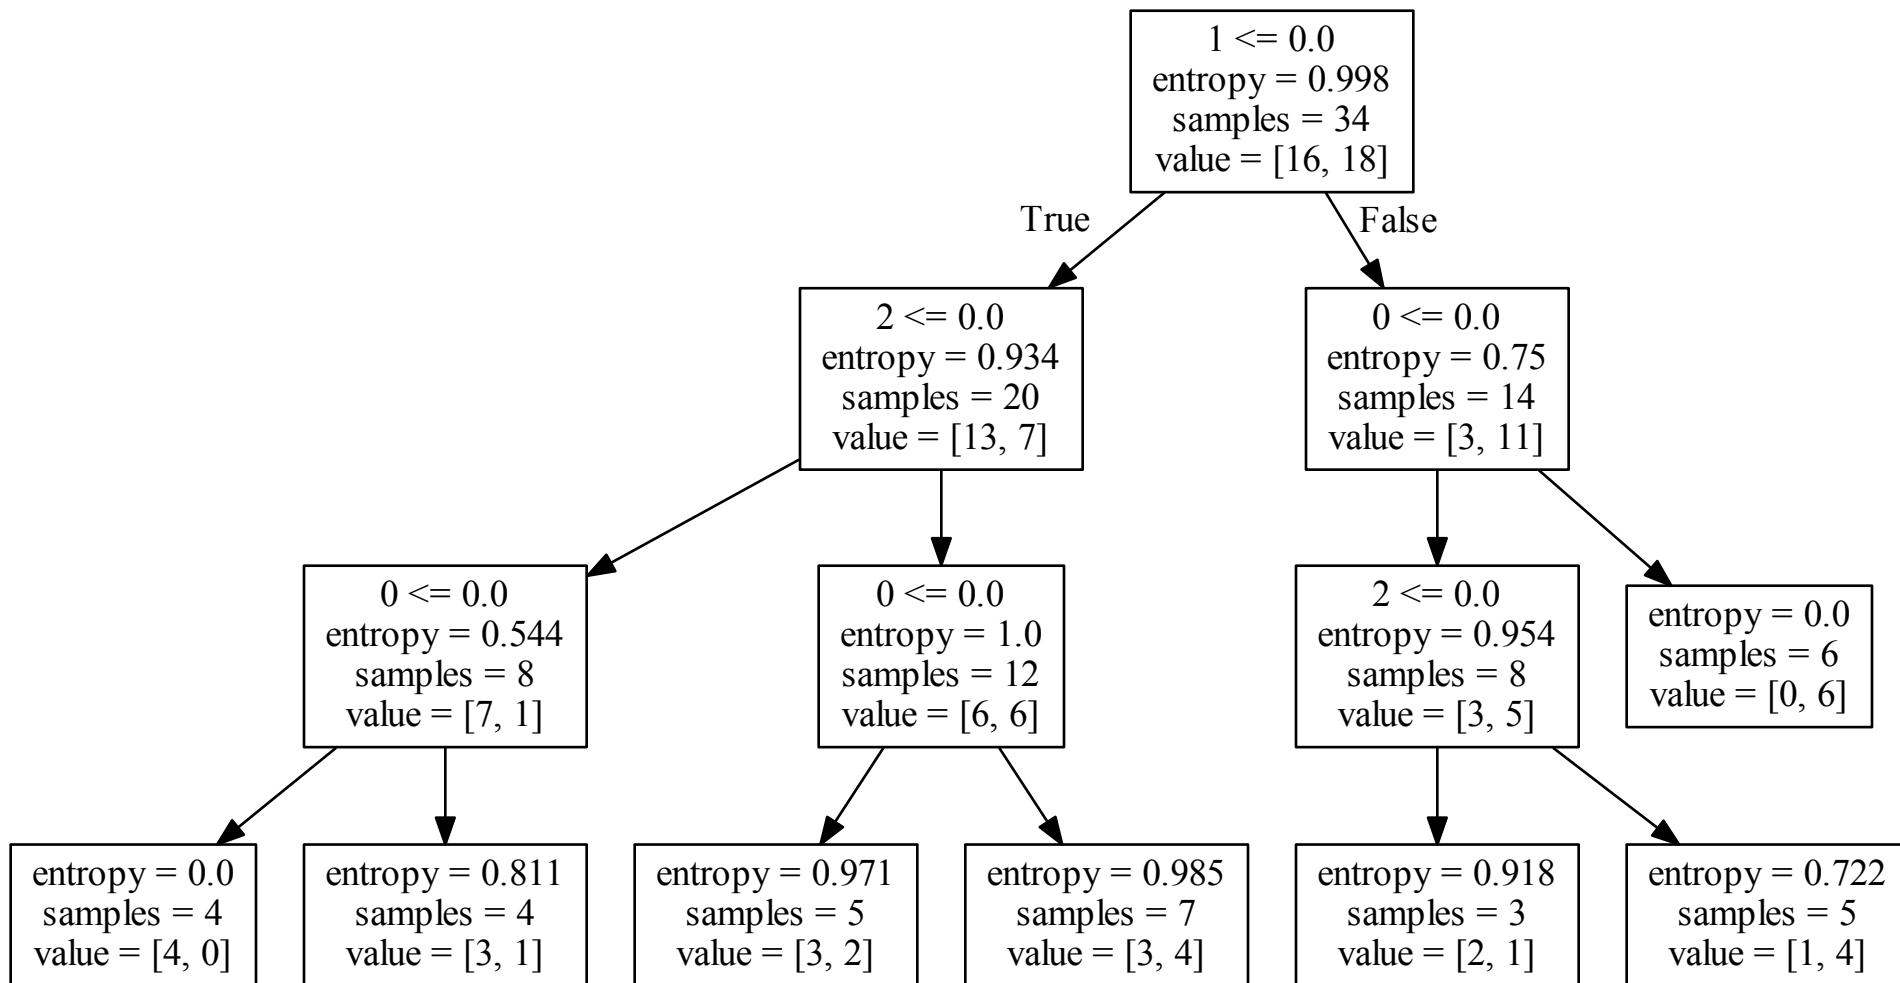 1 <= 0.0
entropy = 0.998
samples = 34
value = [16, 18]
True
False
2 <= 0.0
entropy = 0.934
samples = 20
value = [13, 7]
0 <= 0.0
entropy = 0.75
samples = 14
value = [3, 11]
0 <= 0.0
entropy = 0.544
samples = 8
value = [7, 1]
0 <= 0.0
entropy = 1.0
samples = 12
value = [6, 6]
2 <= 0.0
entropy = 0.954
samples = 8
value = [3, 5]
entropy = 0.0
samples = 6
value = [0, 6]
entropy = 0.0
samples = 4
value = [4, 0]
entropy = 0.811
samples = 4
value = [3, 1]
entropy = 0.971
samples = 5
value = [3, 2]
entropy = 0.985
samples = 7
value = [3, 4]
entropy = 0.918
samples = 3
value = [2, 1]
entropy = 0.722
samples = 5
value = [1, 4]